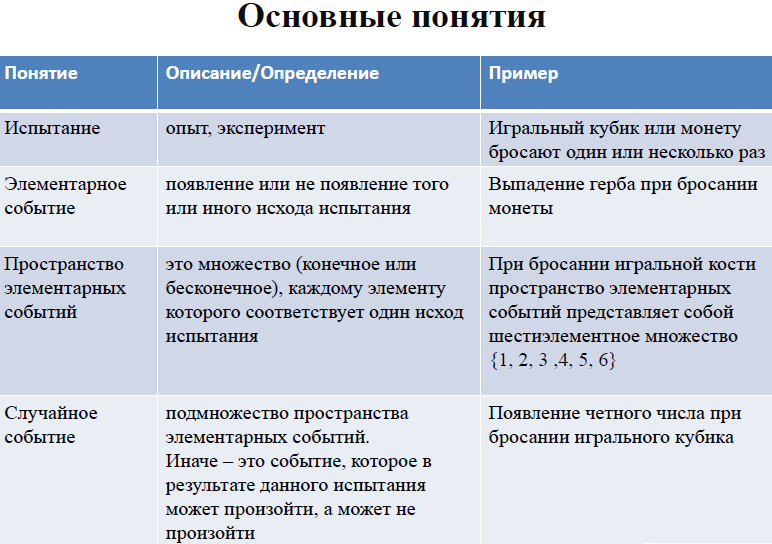 Основные понятия
Понятие
Описание/Определение
Пример
Испытание
опыт, эксперимент
Игральный кубик или монету
бросают один или несколько раз
Элементарное
событие
появление или не появление того
или иного исхода испытания
Выпадение герба при бросании
монеты
Пространство
элементарных
событий
это множество (конечное или
бесконечное), каждому элементу
которого соответствует один исход
испытания
При бросании игральной кости
пространство элементарных
событий представляет собой
шестиэлементное множество
{1, 2, 3 ,4, 5, 6}
Случайное
событие
подмножество пространства
элементарных событий.
Иначе – это событие, которое в
результате данного испытания
может произойти, а может не
произойти
Появление четного числа при
бросании игрального кубика